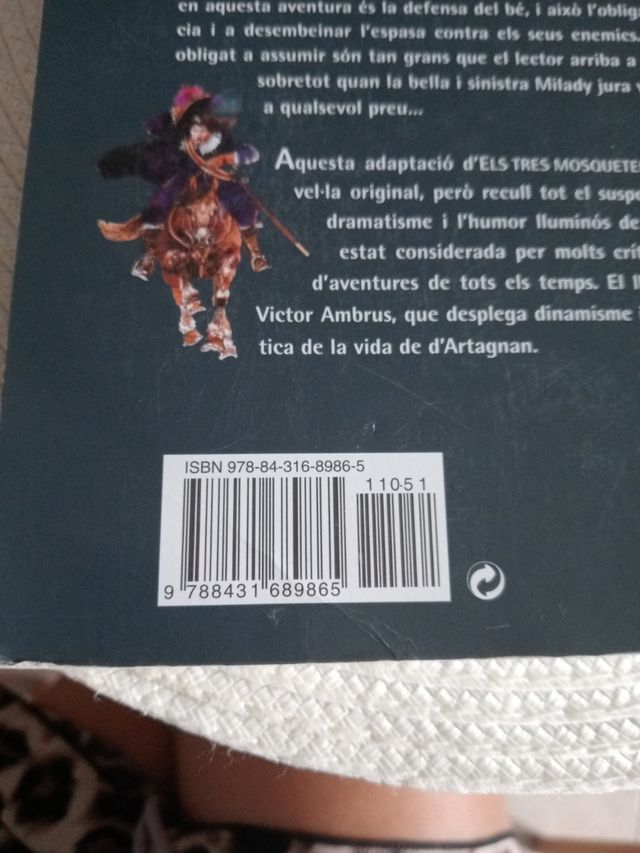 en aquesta aventura és la defensa del bé, i això l'obliga
cia i a desembeinar l'espasa contra els seus enemics.
obligat a assumir són tan grans que el lector arriba a
sobretot quan la bella i sinistra Milady jura
a qualsevol preu...
Aquesta adaptació d'ELS TRES MOSQUETE
vel·la original, però recull tot el suspe
dramatisme i l'humor lluminós de
estat considerada per molts crít
d'aventures de tots els temps. El ll
Victor Ambrus, que desplega dinamisme i
tica de la vida de d'Artagnan.
ISBN 978-84-316-8986-5
110-51
9 788431 689865